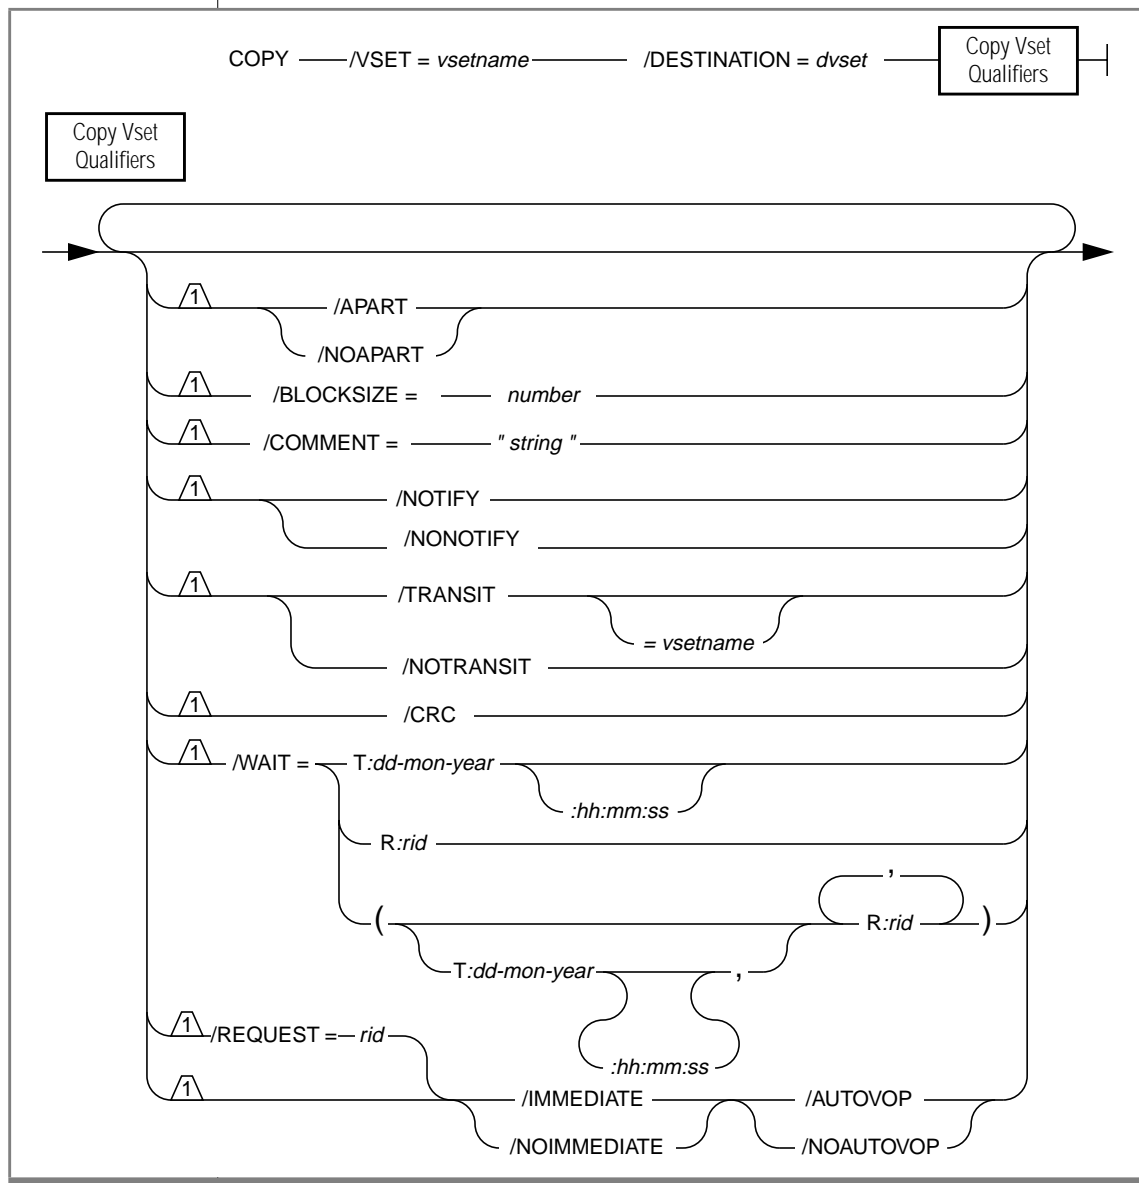 COPY /VSET = vsetname /DESTINATION = dvset Copy Vset Qualifiers
Copy Vset
Qualifiers
1 /APART
/NOAPART
1 /BLOCKSIZE = number
1 /COMMENT = " string "
1 /NOTIFY
/NONOTIFY
1 /TRANSIT
= vsetname
/NOTRANSIT
1 /CRC
1 /WAIT = T:dd-mon-year
:hh:mm:ss
R:rid
,
( R:rid )
T:dd-mon-year ,
:hh:mm:ss
1 /REQUEST = rid
1 /IMMEDIATE /AUTOVOP
/NOIMMEDIATE /NOAUTOVOP